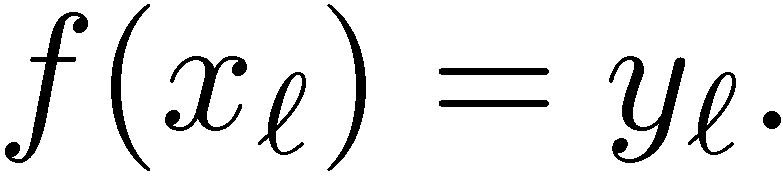 f(x_ℓ) = y_ℓ.